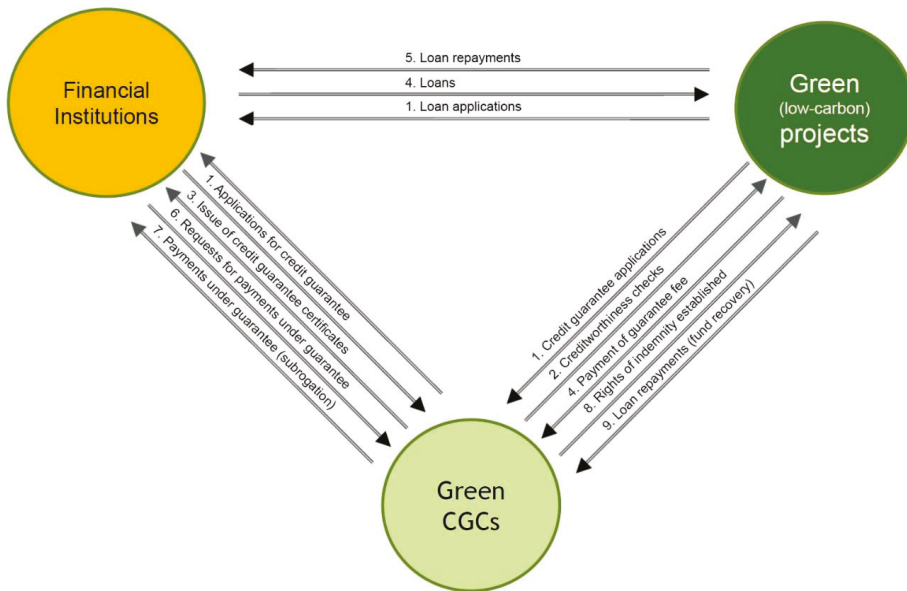 Financial
Institutions
5. Loan repayments
4. Loans
1. Loan applications
Green
(low-carbon)
projects
1. Applications for credit guarantee
3. Issue of credit guarantee certificates
6. Requests for payments under guarantee
7. Payments under guarantee (subrogation)
1. Credit guarantee applications
2. Creditworthiness checks
4. Payment of guarantee fee
8. Rights of indemnity established
9. Loan repayments (fund recovery)
Green
CGCs